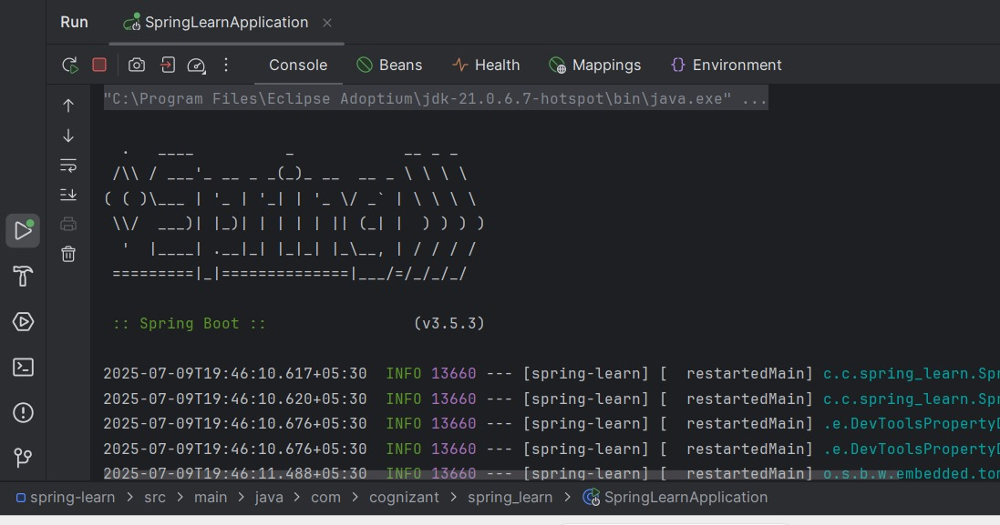 Run SpringLearnApplication
Console Beans Health Mappings Environment
"C:\Program Files\Eclipse Adoptium\jdk-21.0.6.7-hotspot\bin\java.exe" ...
  .   ____          _            __ _ _
 /\\ / ___'_ __ _ _(_)_ __  __ _ \ \ \ \
( ( )\___ | '_ | '_| | '_ \/ _` | \ \ \ \
 \\/  ___)| |_)| | | | | || (_| |  ) ) ) )
  '  |____| .__|_| |_|_| |_\__, | / / / /
 =========|_|==============|___/=/_/_/_/
:: Spring Boot :: (v3.5.3)
2025-07-09T19:46:10.617+05:30 INFO 13660 --- [spring-learn] [ restartedMain] c.c.spring_learn.Spr
2025-07-09T19:46:10.620+05:30 INFO 13660 --- [spring-learn] [ restartedMain] c.c.spring_learn.Spr
2025-07-09T19:46:10.676+05:30 INFO 13660 --- [spring-learn] [ restartedMain] .e.DevToolsPropertyD
2025-07-09T19:46:10.676+05:30 INFO 13660 --- [spring-learn] [ restartedMain] .e.DevToolsPropertyD
2025-07-09T19:46:11.488+05:30 INFO 13660 --- [spring-learn] [ restartedMain] o.s.b.w.embedded.tom
spring-learn > src > main > java > com > cognizant > spring_learn > SpringLearnApplication